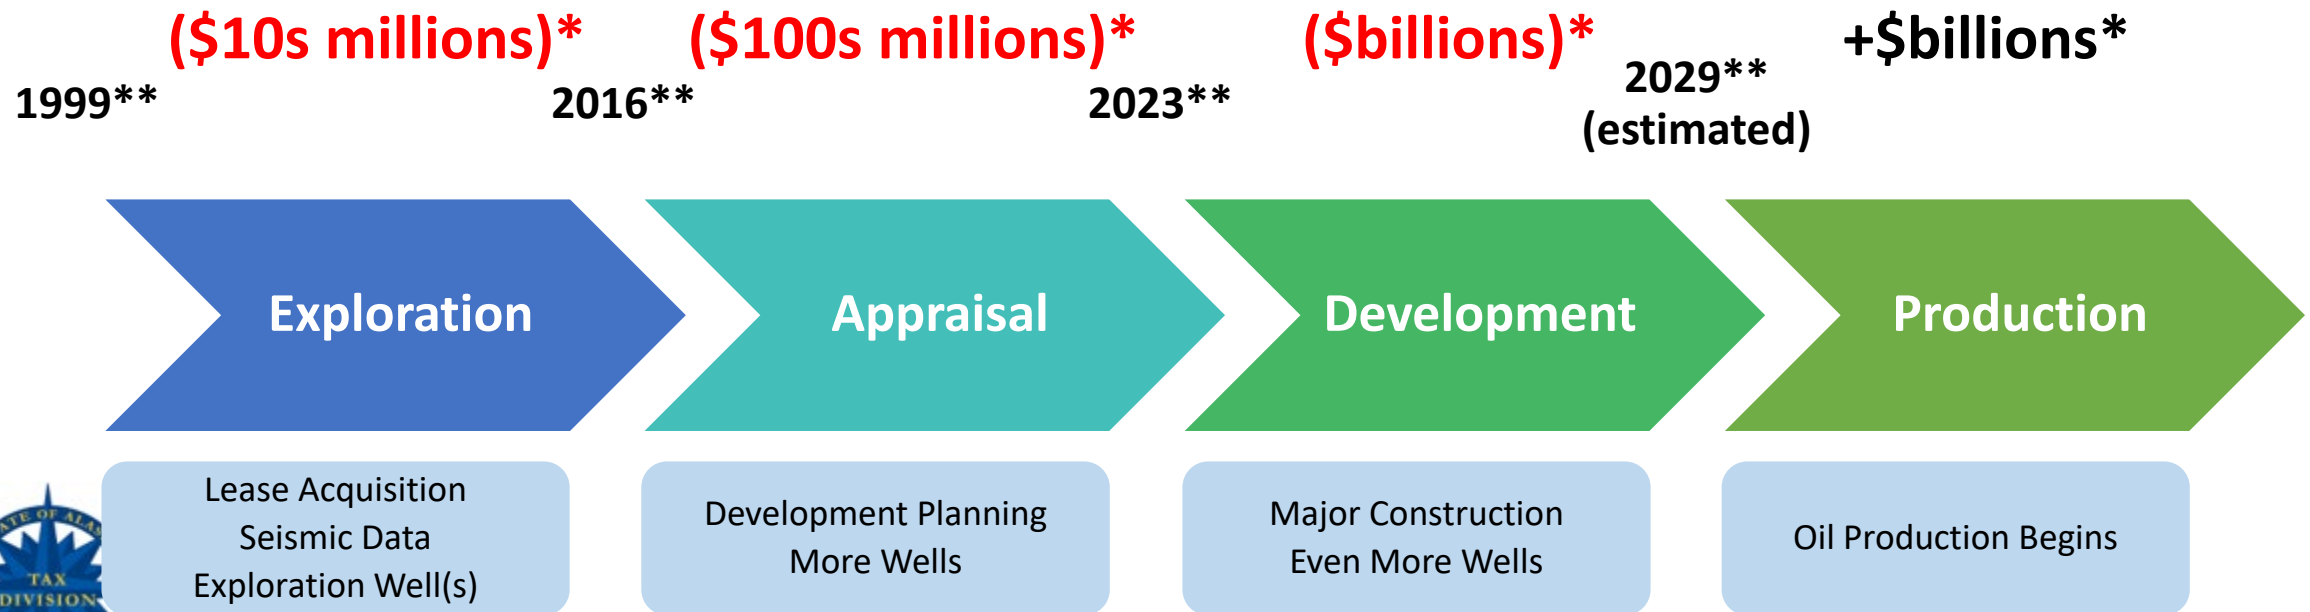 ($10s millions)*
($100s millions)*
($billions)*
+$billions*
1999**
2016**
2023**
2029**
(estimated)
Exploration
Appraisal
Development
Production
Lease Acquisition
Seismic Data
Exploration Well(s)
Development Planning
More Wells
Major Construction
Even More Wells
Oil Production Begins
OF
TAX
DIVISION